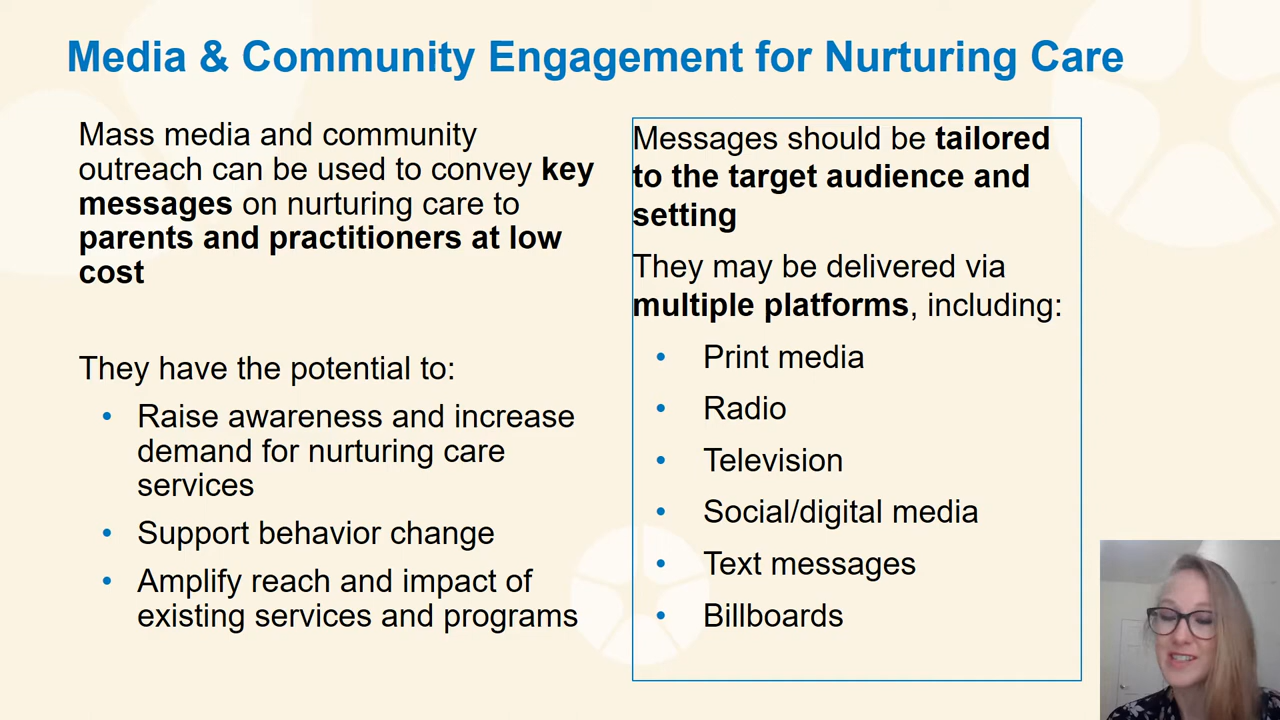 Media & Community Engagement for Nurturing Care
Mass media and community
outreach can be used to convey key
messages on nurturing care to
parents and practitioners at low
cost
They have the potential to:
• Raise awareness and increase
demand for nurturing care
services
• Support behavior change
• Amplify reach and impact of
existing services and programs
Messages should be tailored
to the target audience and
setting
They may be delivered via
multiple platforms, including:
• Print media
• Radio
• Television
• Social/digital media
• Text messages
• Billboards